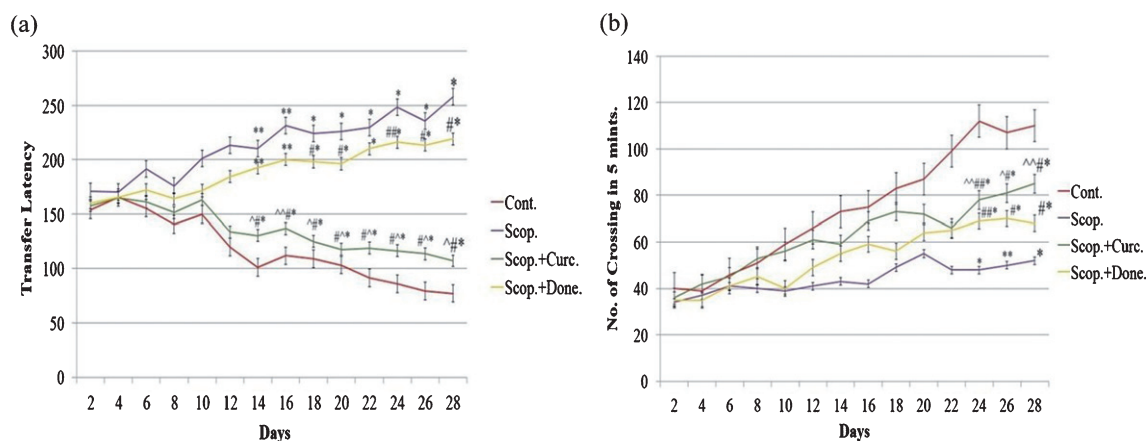 (a)
300
250
200
150
100
50
0
Transfer Latency
** ** * * * * * *
** ** #* #* * ##* #* #*
^#* ^^#* ^#* #^* #^* #^* #^* ^#*
2 4 6 8 10 12 14 16 18 20 22 24 26 28
Days
Cont.
Scop.
Scop.+Curc.
Scop.+Done.
(b)
140
120
100
80
60
40
20
0
No. of Crossing in 5 mints.
^^##* ^#* ^^#*
##* #* #*
* ** *
2 4 6 8 10 12 14 16 18 20 22 24 26 28
Days
Cont.
Scop.
Scop.+Curc.
Scop.+Done.